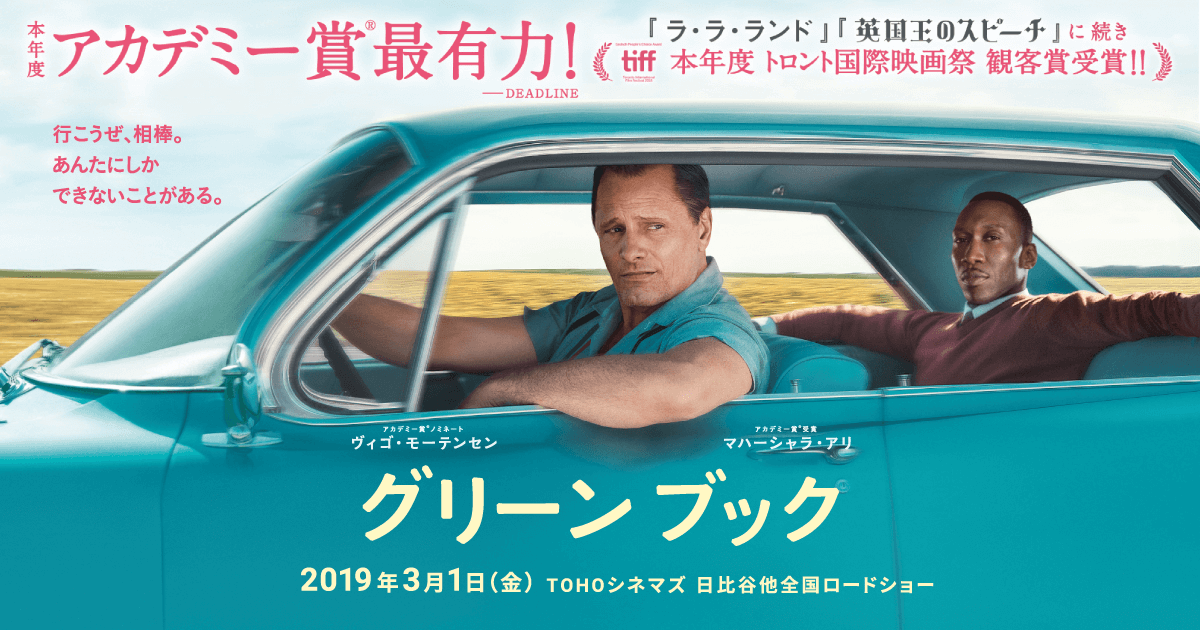 本年度
アカデミー賞®最有力!
—DEADLINE
『ラ・ラ・ランド』『英国王のスピーチ』に続き
tiff
本年度 トロント国際映画祭 観客賞受賞!!
行こうぜ、相棒。
あんたにしか
できないことがある。
アカデミー賞®ノミネート
ヴィゴ・モーテンセン
アカデミー賞®受賞
マハーシャラ・アリ
グリーン ブック
2019年3月1日(金) TOHOシネマズ 日比谷他全国ロードショー